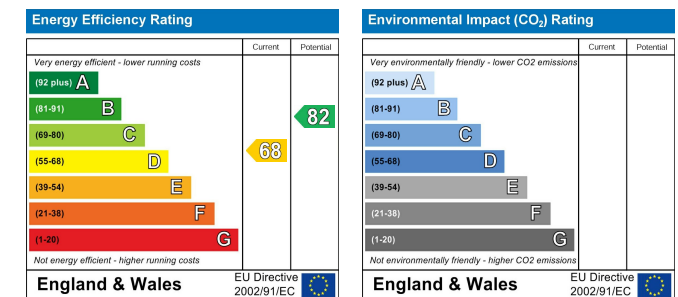 Energy Efficiency Rating
Current Potential
Very energy efficient - lower running costs
(92 plus) A
(81-91) B
(69-80) C
(55-68) D
(39-54) E
(21-38) F
(1-20) G
82
68
Not energy efficient - higher running costs
England & Wales
EU Directive
2002/91/EC
Environmental Impact (CO₂) Rating
Current Potential
Very environmentally friendly - lower CO2 emissions
(92 plus) A
(81-91) B
(69-80) C
(55-68) D
(39-54) E
(21-38) F
(1-20) G
Not environmentally friendly - higher CO2 emissions
England & Wales
EU Directive
2002/91/EC